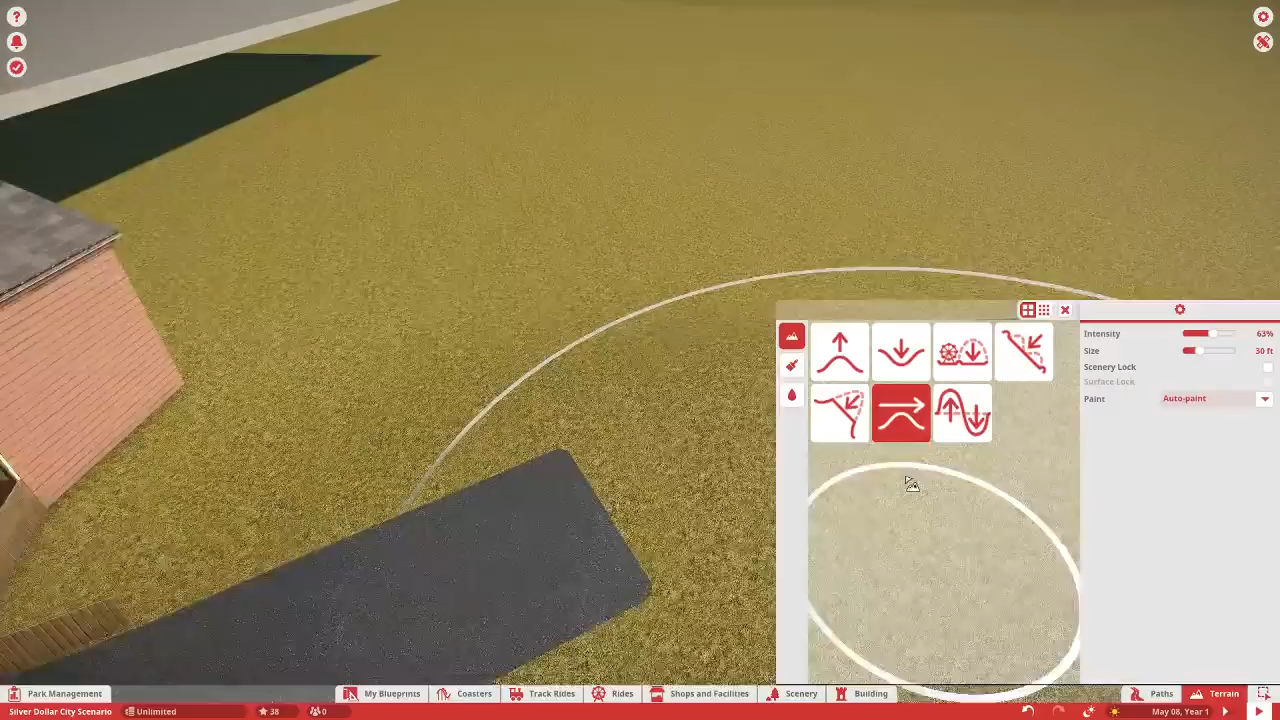 ?
Intensity 63%
Size 30 ft
Scenery Lock
Surface Lock
Paint Auto-paint
Park Management My Blueprints Coasters Track Rides Rides Shops and Facilities Scenery Building Paths Terrain
Silver Dollar City Scenario Unlimited 38 0 May 08, Year 1